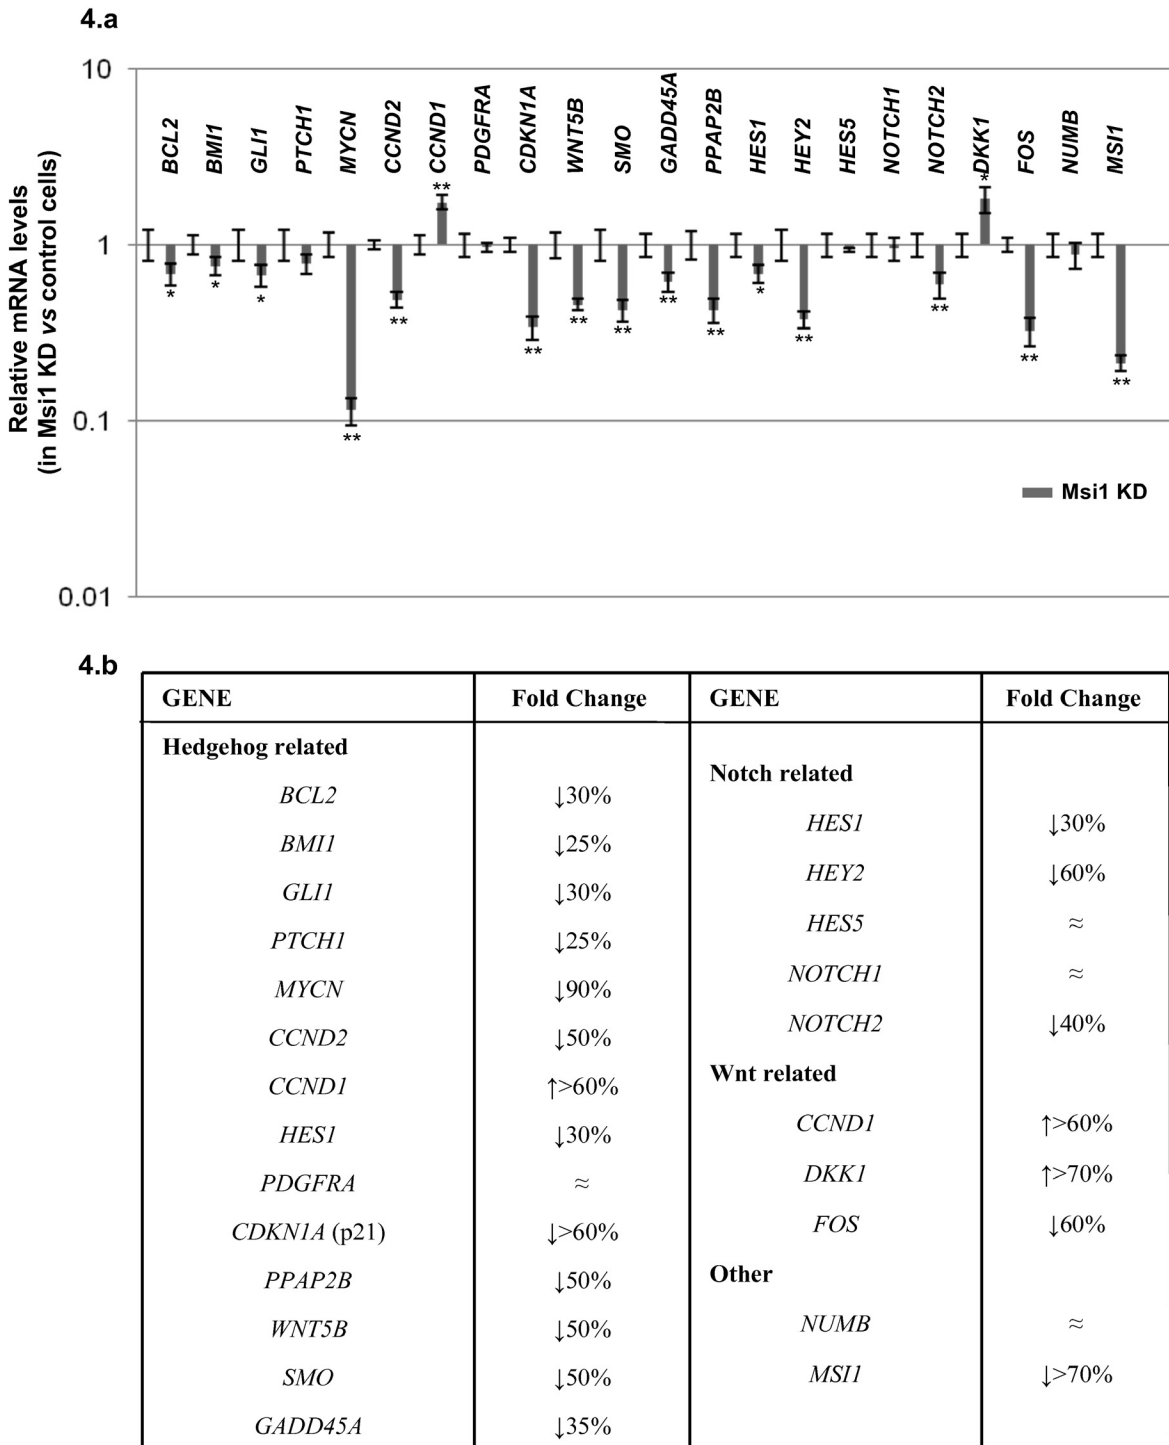 4.a
Relative mRNA levels
(in Msi1 KD vs control cells)
10
1
0.1
0.01
BCL2
BMI1
GLI1
PTCH1
MYCN
CCND2
CCND1
PDGFRA
CDKN1A
WNT5B
SMO
GADD45A
PPAP2B
HES1
HEY2
HES5
NOTCH1
NOTCH2
DKK1
FOS
NUMB
MSI1
*
*
*
**
**
**
**
**
**
**
**
*
**
**
*
**
**
Msi1 KD
4.b
GENE Fold Change GENE Fold Change
Hedgehog related
BCL2 ↓30%
BMI1 ↓25%
GLI1 ↓30%
PTCH1 ↓25%
MYCN ↓90%
CCND2 ↓50%
CCND1 ↑>60%
HES1 ↓30%
PDGFRA ≈
CDKN1A (p21) ↓>60%
PPAP2B ↓50%
WNT5B ↓50%
SMO ↓50%
GADD45A ↓35%
Notch related
HES1 ↓30%
HEY2 ↓60%
HES5 ≈
NOTCH1 ≈
NOTCH2 ↓40%
Wnt related
CCND1 ↑>60%
DKK1 ↑>70%
FOS ↓60%
Other
NUMB ≈
MSI1 ↓>70%